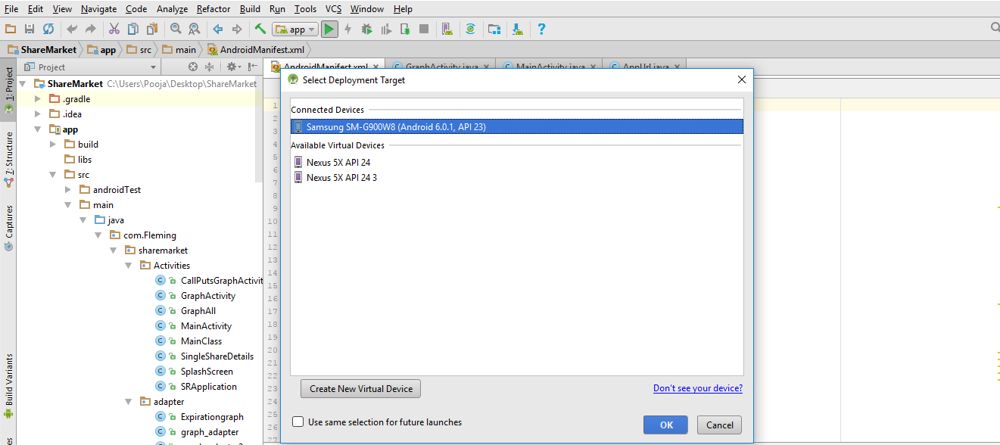 File Edit View Navigate Code Analyze Refactor Build Run Tools VCS Window Help
app
ShareMarket app src main AndroidManifest.xml
Project
AndroidManifest.xml GraphActivity.java MainActivity.java AppUrl.java
1: Project
7: Structure
Captures
Build Variants
ShareMarket C:\Users\Pooja\Desktop\ShareMarket
.gradle
.idea
app
build
libs
src
androidTest
main
java
com.Fleming
sharemarket
Activities
CallPutsGraphActivit
GraphActivity
GraphAll
MainActivity
MainClass
SingleShareDetails
SplashScreen
SRApplication
adapter
Expirationgraph
graph_adapter
1
2
3
4
5
6
7
8
9
10
11
12
13
14
15
16
17
18
19
20
21
22
23
24
25
26
27
Select Deployment Target
Connected Devices
Samsung SM-G900W8 (Android 6.0.1, API 23)
Available Virtual Devices
Nexus 5X API 24
Nexus 5X API 24 3
Create New Virtual Device
Don't see your device?
Use same selection for future launches
OK Cancel